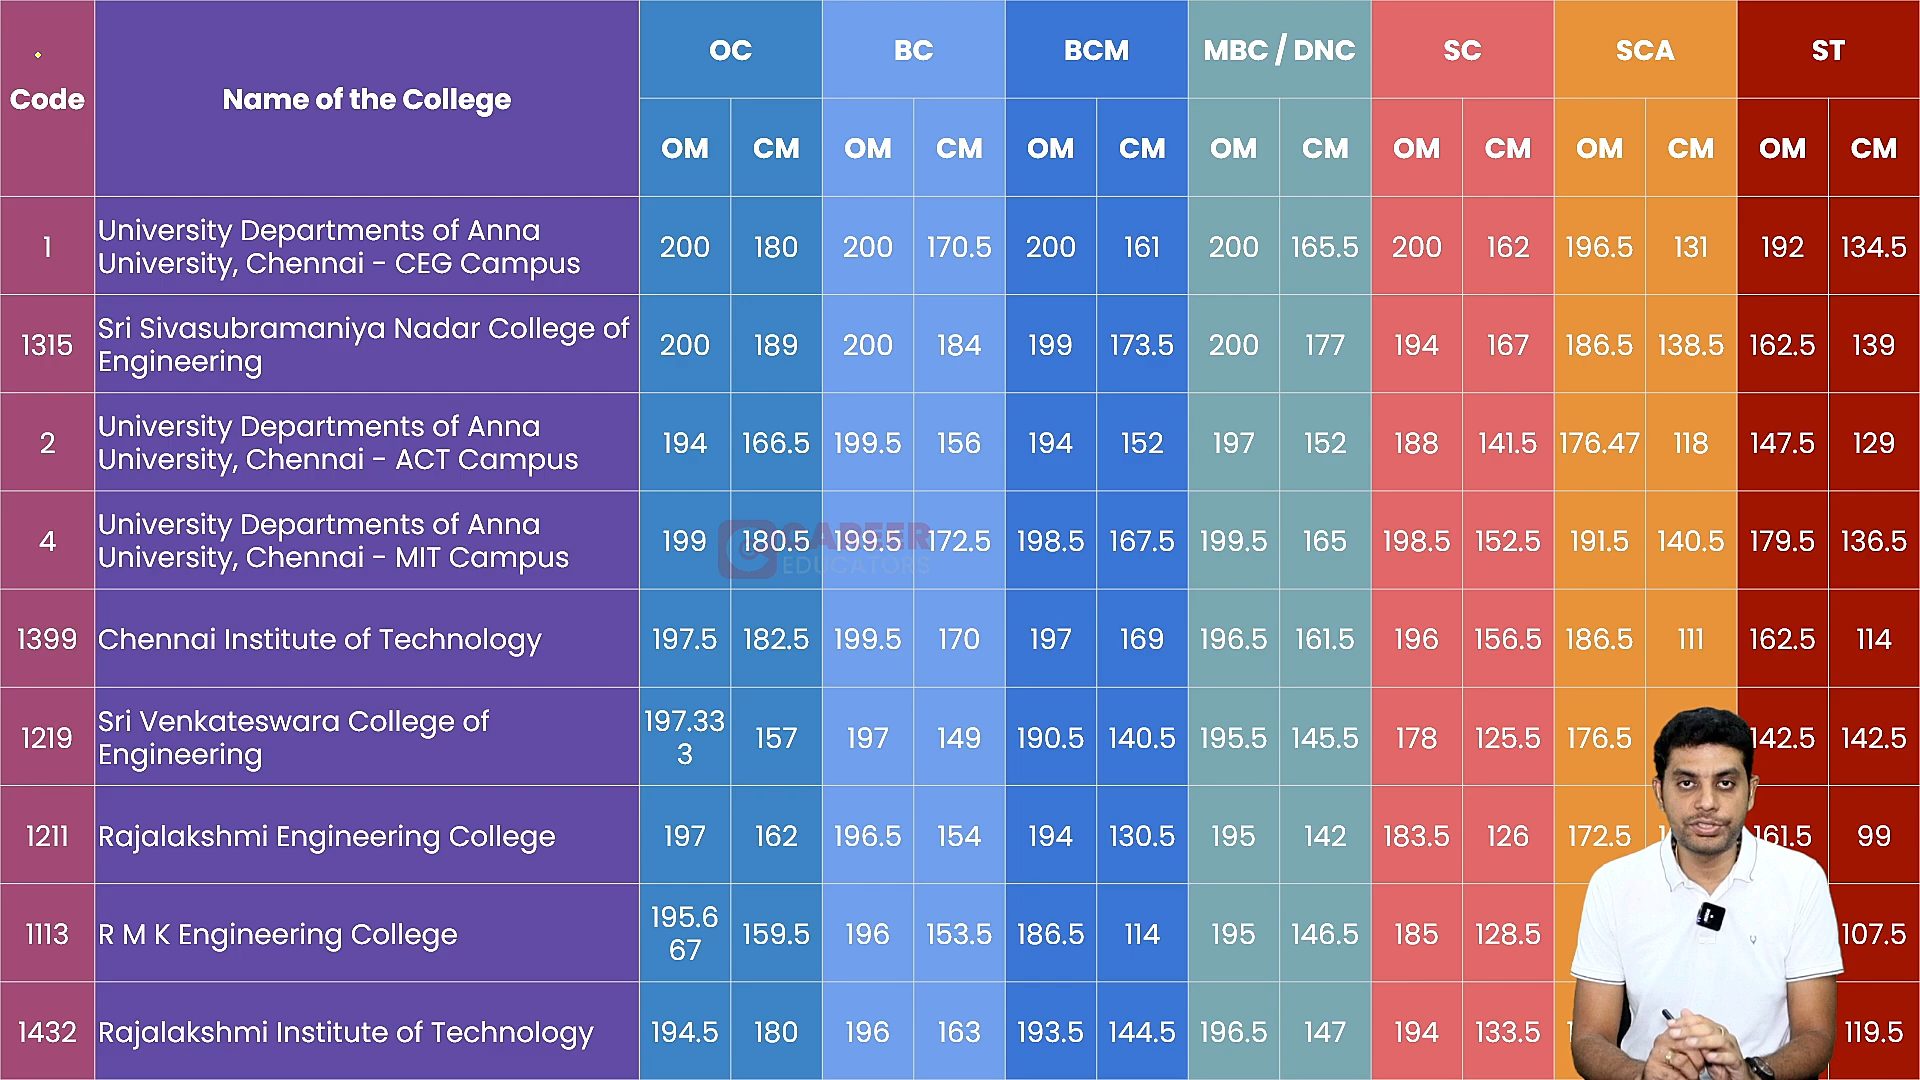 OC BC BCM MBC / DNC SC SCA ST
Code Name of the College
OM CM OM CM OM CM OM CM OM CM OM CM OM CM
University Departments of Anna
1 200 180 200 170.5 200 161 200 165.5 200 162 196.5 131 192 134.5
University, Chennai - CEG Campus
Sri Sivasubramaniya Nadar College of
1315 200 189 200 184 199 173.5 200 177 194 167 186.5 138.5 162.5 139
Engineering
University Departments of Anna
2 194 166.5 199.5 156 194 152 197 152 188 141.5 176.47 118 147.5 129
University, Chennai - ACT Campus
University Departments of Anna
4 199 180.5 199.5 172.5 198.5 167.5 199.5 165 198.5 152.5 191.5 140.5 179.5 136.5
University, Chennai - MIT Campus
CAREER
EDUCATORS
1399 Chennai Institute of Technology 197.5 182.5 199.5 170 197 169 196.5 161.5 196 156.5 186.5 111 162.5 114
Sri Venkateswara College of 197.33
1219 157 197 149 190.5 140.5 195.5 145.5 178 125.5 176.5 142.5 142.5
Engineering 3
1211 Rajalakshmi Engineering College 197 162 196.5 154 194 130.5 195 142 183.5 126 172.5 161.5 99
195.6
1113 R M K Engineering College 159.5 196 153.5 186.5 114 195 146.5 185 128.5 107.5
67
1432 Rajalakshmi Institute of Technology 194.5 180 196 163 193.5 144.5 196.5 147 194 133.5 119.5